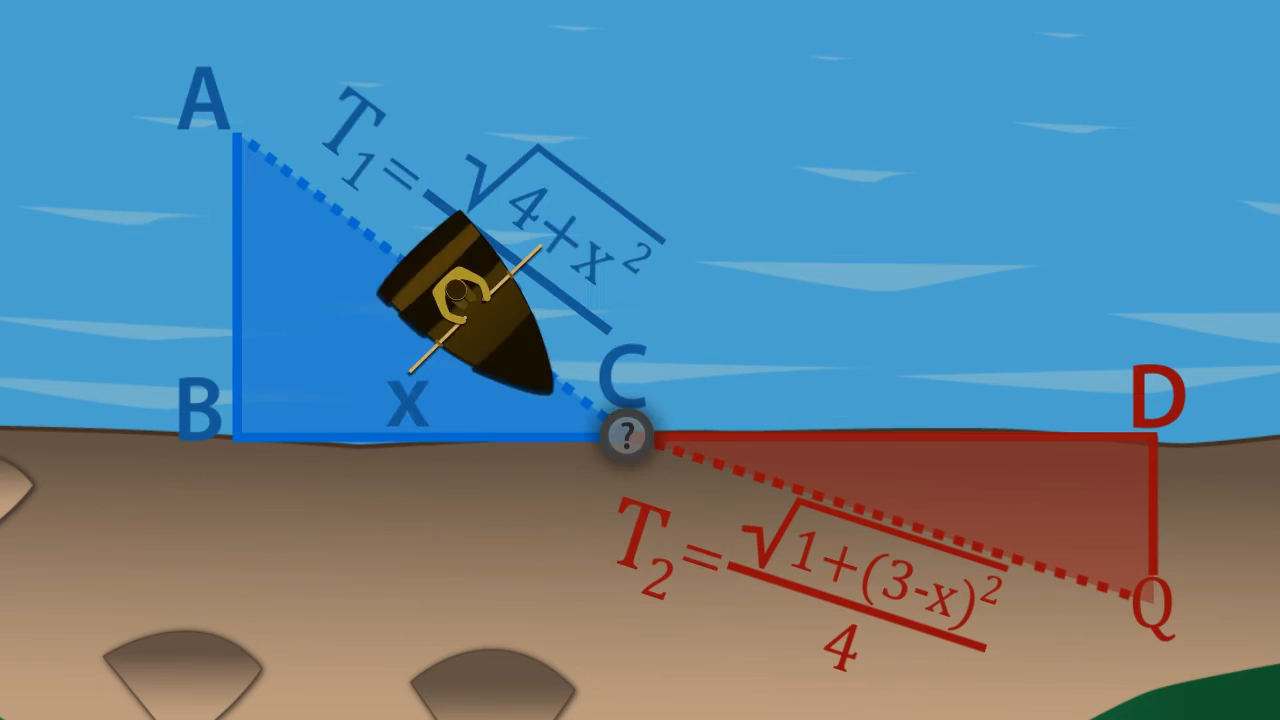 A
T₁=√4+x²
B
x
C
?
D
T₂=√1+(3-x)²
4
Q